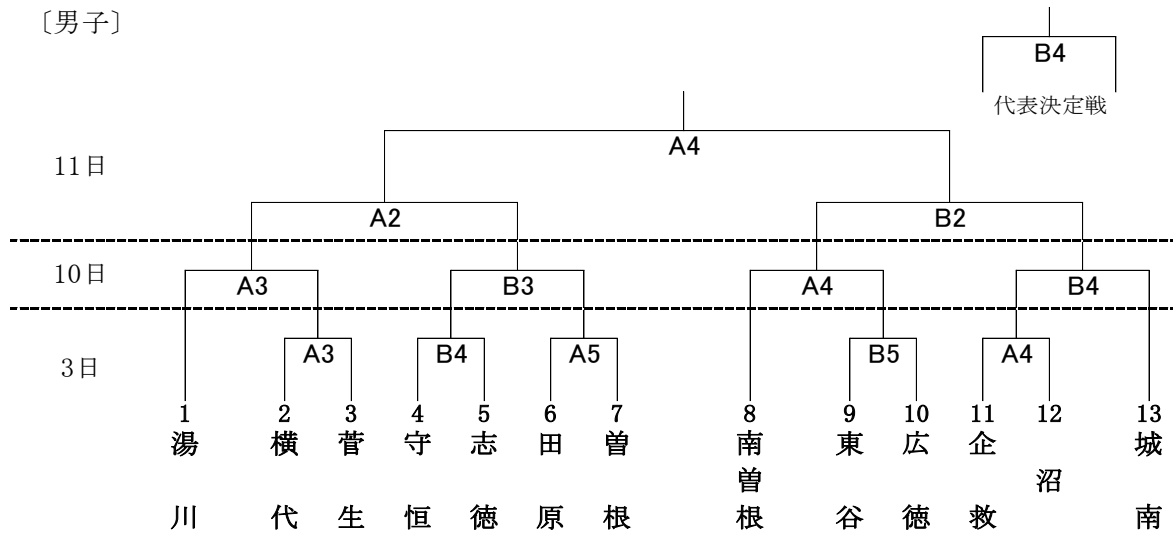 〔男子〕
B4
代表決定戦
A4
11日
A2 B2
10日
A3 B3 A4 B4
3日
A3 B4 A5 B5 A4
1 2 3 4 5 6 7 8 9 10 11 12 13
湯川 横代 菅生 守恒 志徳 田原 曽根 南曽根 東谷 広徳 企救 沼 城南